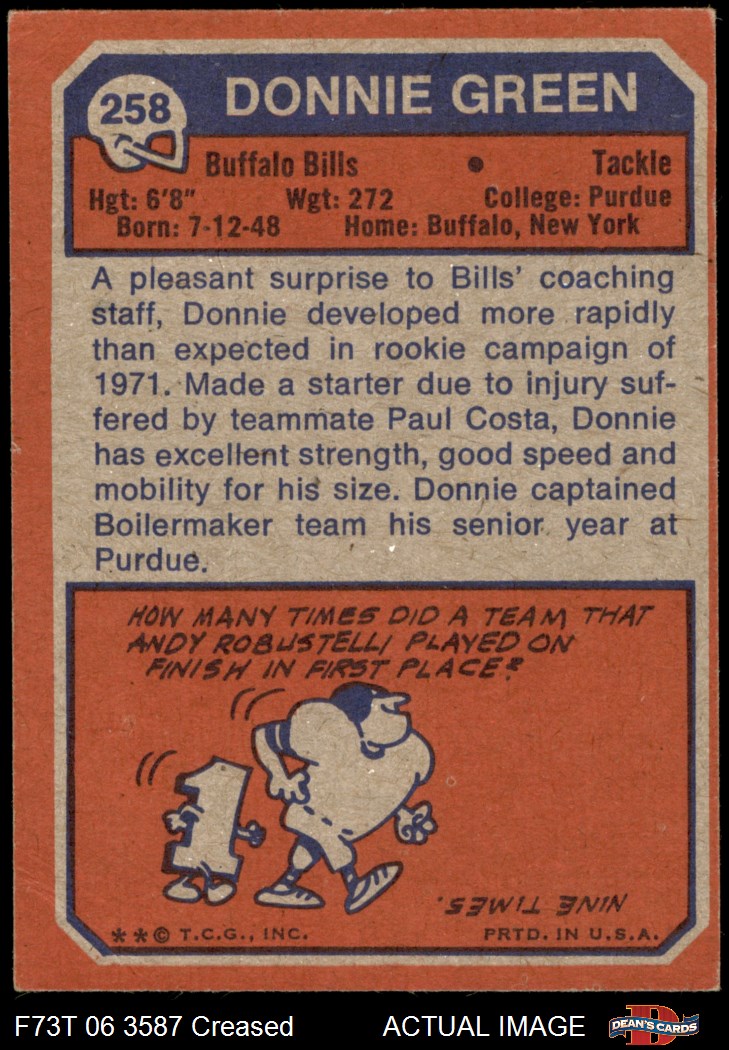 258
DONNIE GREEN
Buffalo Bills • Tackle
Hgt: 6'8" Wgt: 272 College: Purdue
Born: 7-12-48 Home: Buffalo, New York
A pleasant surprise to Bills' coaching
staff, Donnie developed more rapidly
than expected in rookie campaign of
1971. Made a starter due to injury suf-
fered by teammate Paul Costa, Donnie
has excellent strength, good speed and
mobility for his size. Donnie captained
Boilermaker team his senior year at
Purdue.
HOW MANY TIMES DID A TEAM THAT
ANDY ROBUSTELLI PLAYED ON
FINISH IN FIRST PLACE?
1
NINE TIMES.
**© T.C.G., INC. PRTD. IN U.S.A.
F73T 06 3587 Creased ACTUAL IMAGE D DEAN'S CARDS